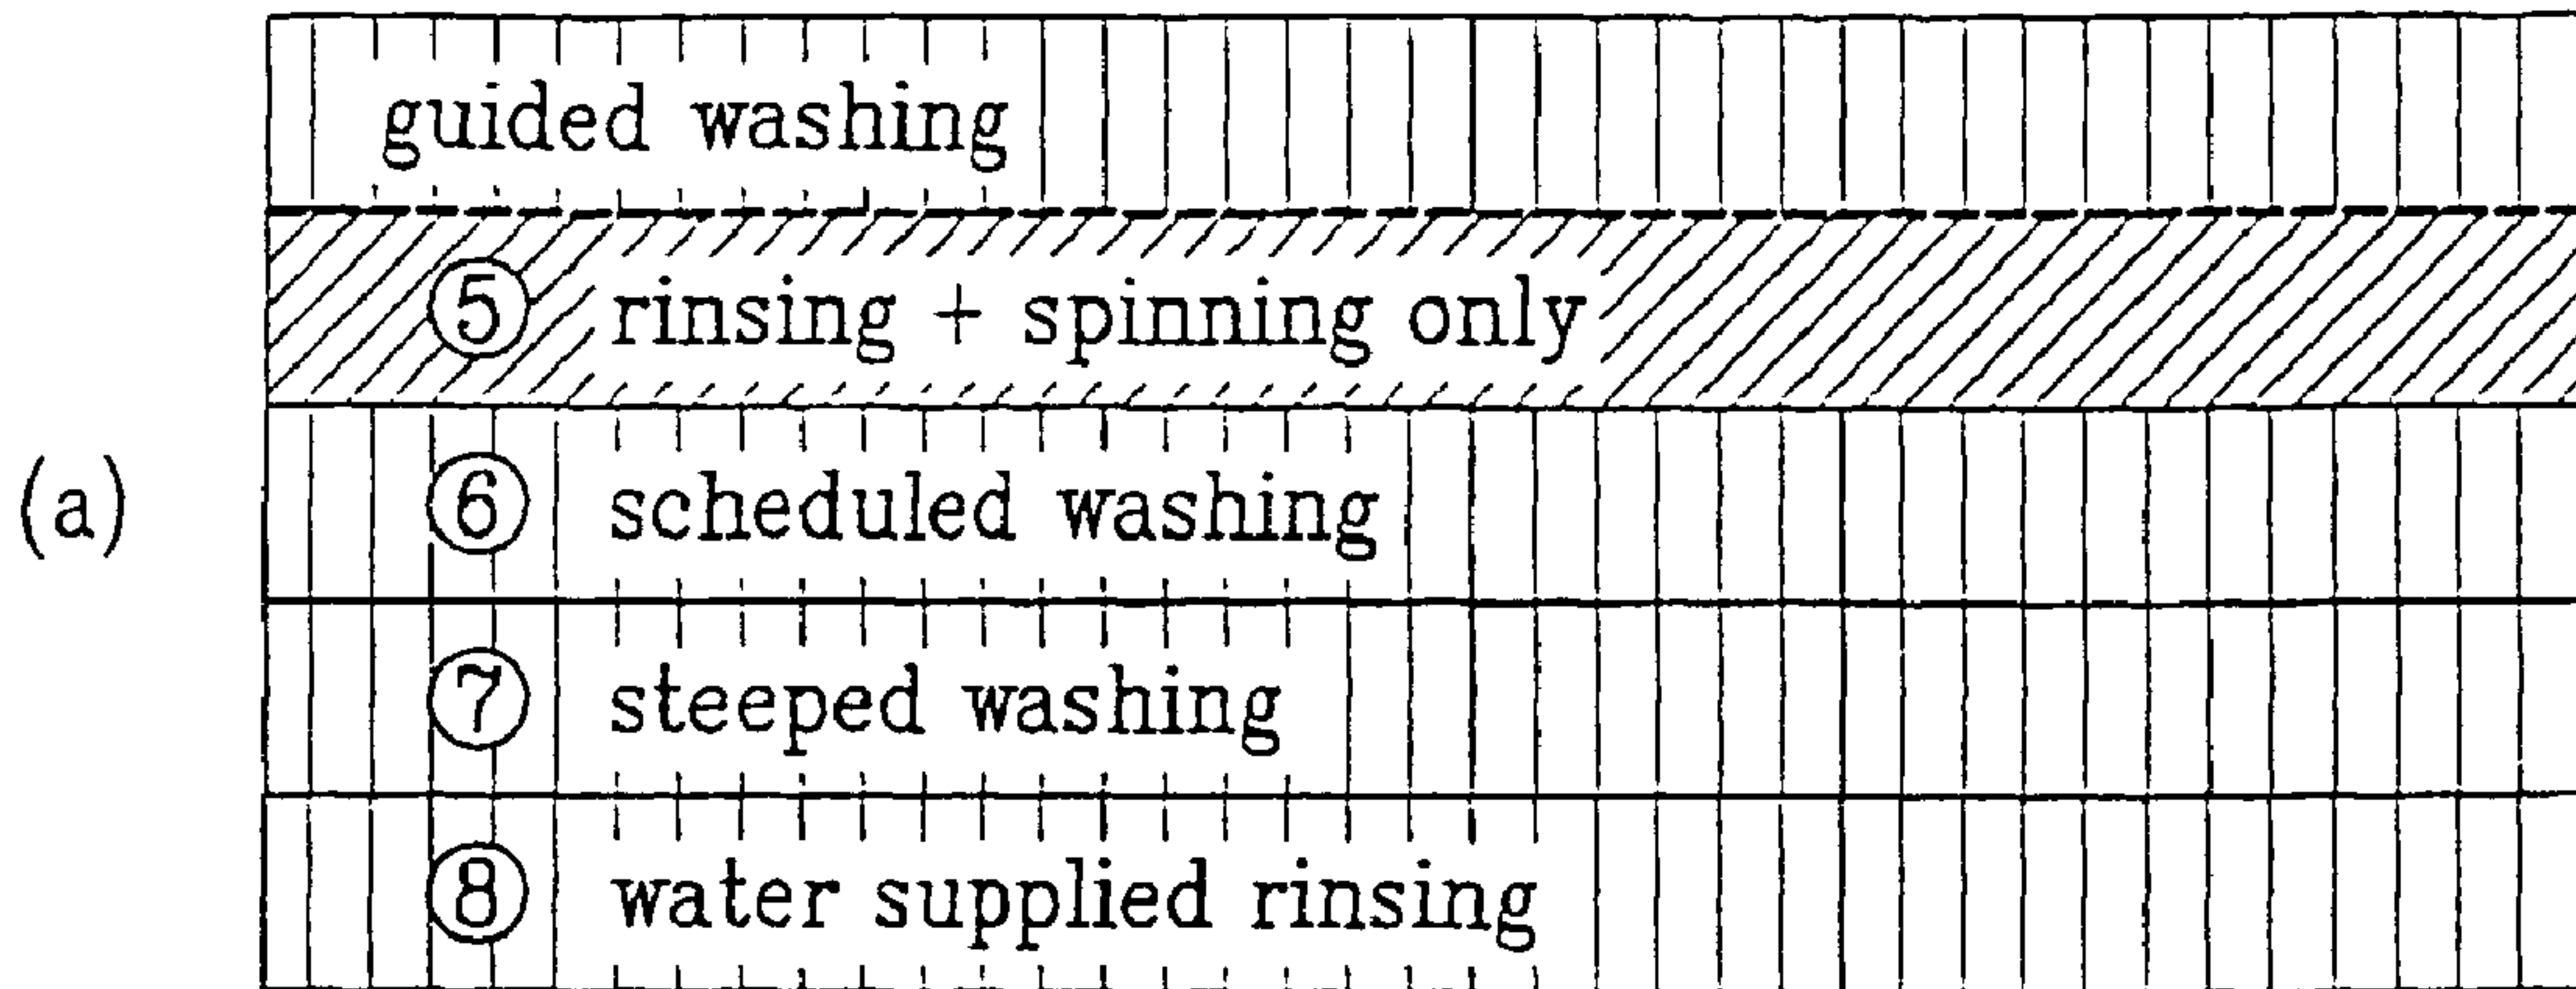 guided washing
⑤ rinsing + spinning only
(a)
⑥ scheduled washing
⑦ steeped washing
⑧ water supplied rinsing